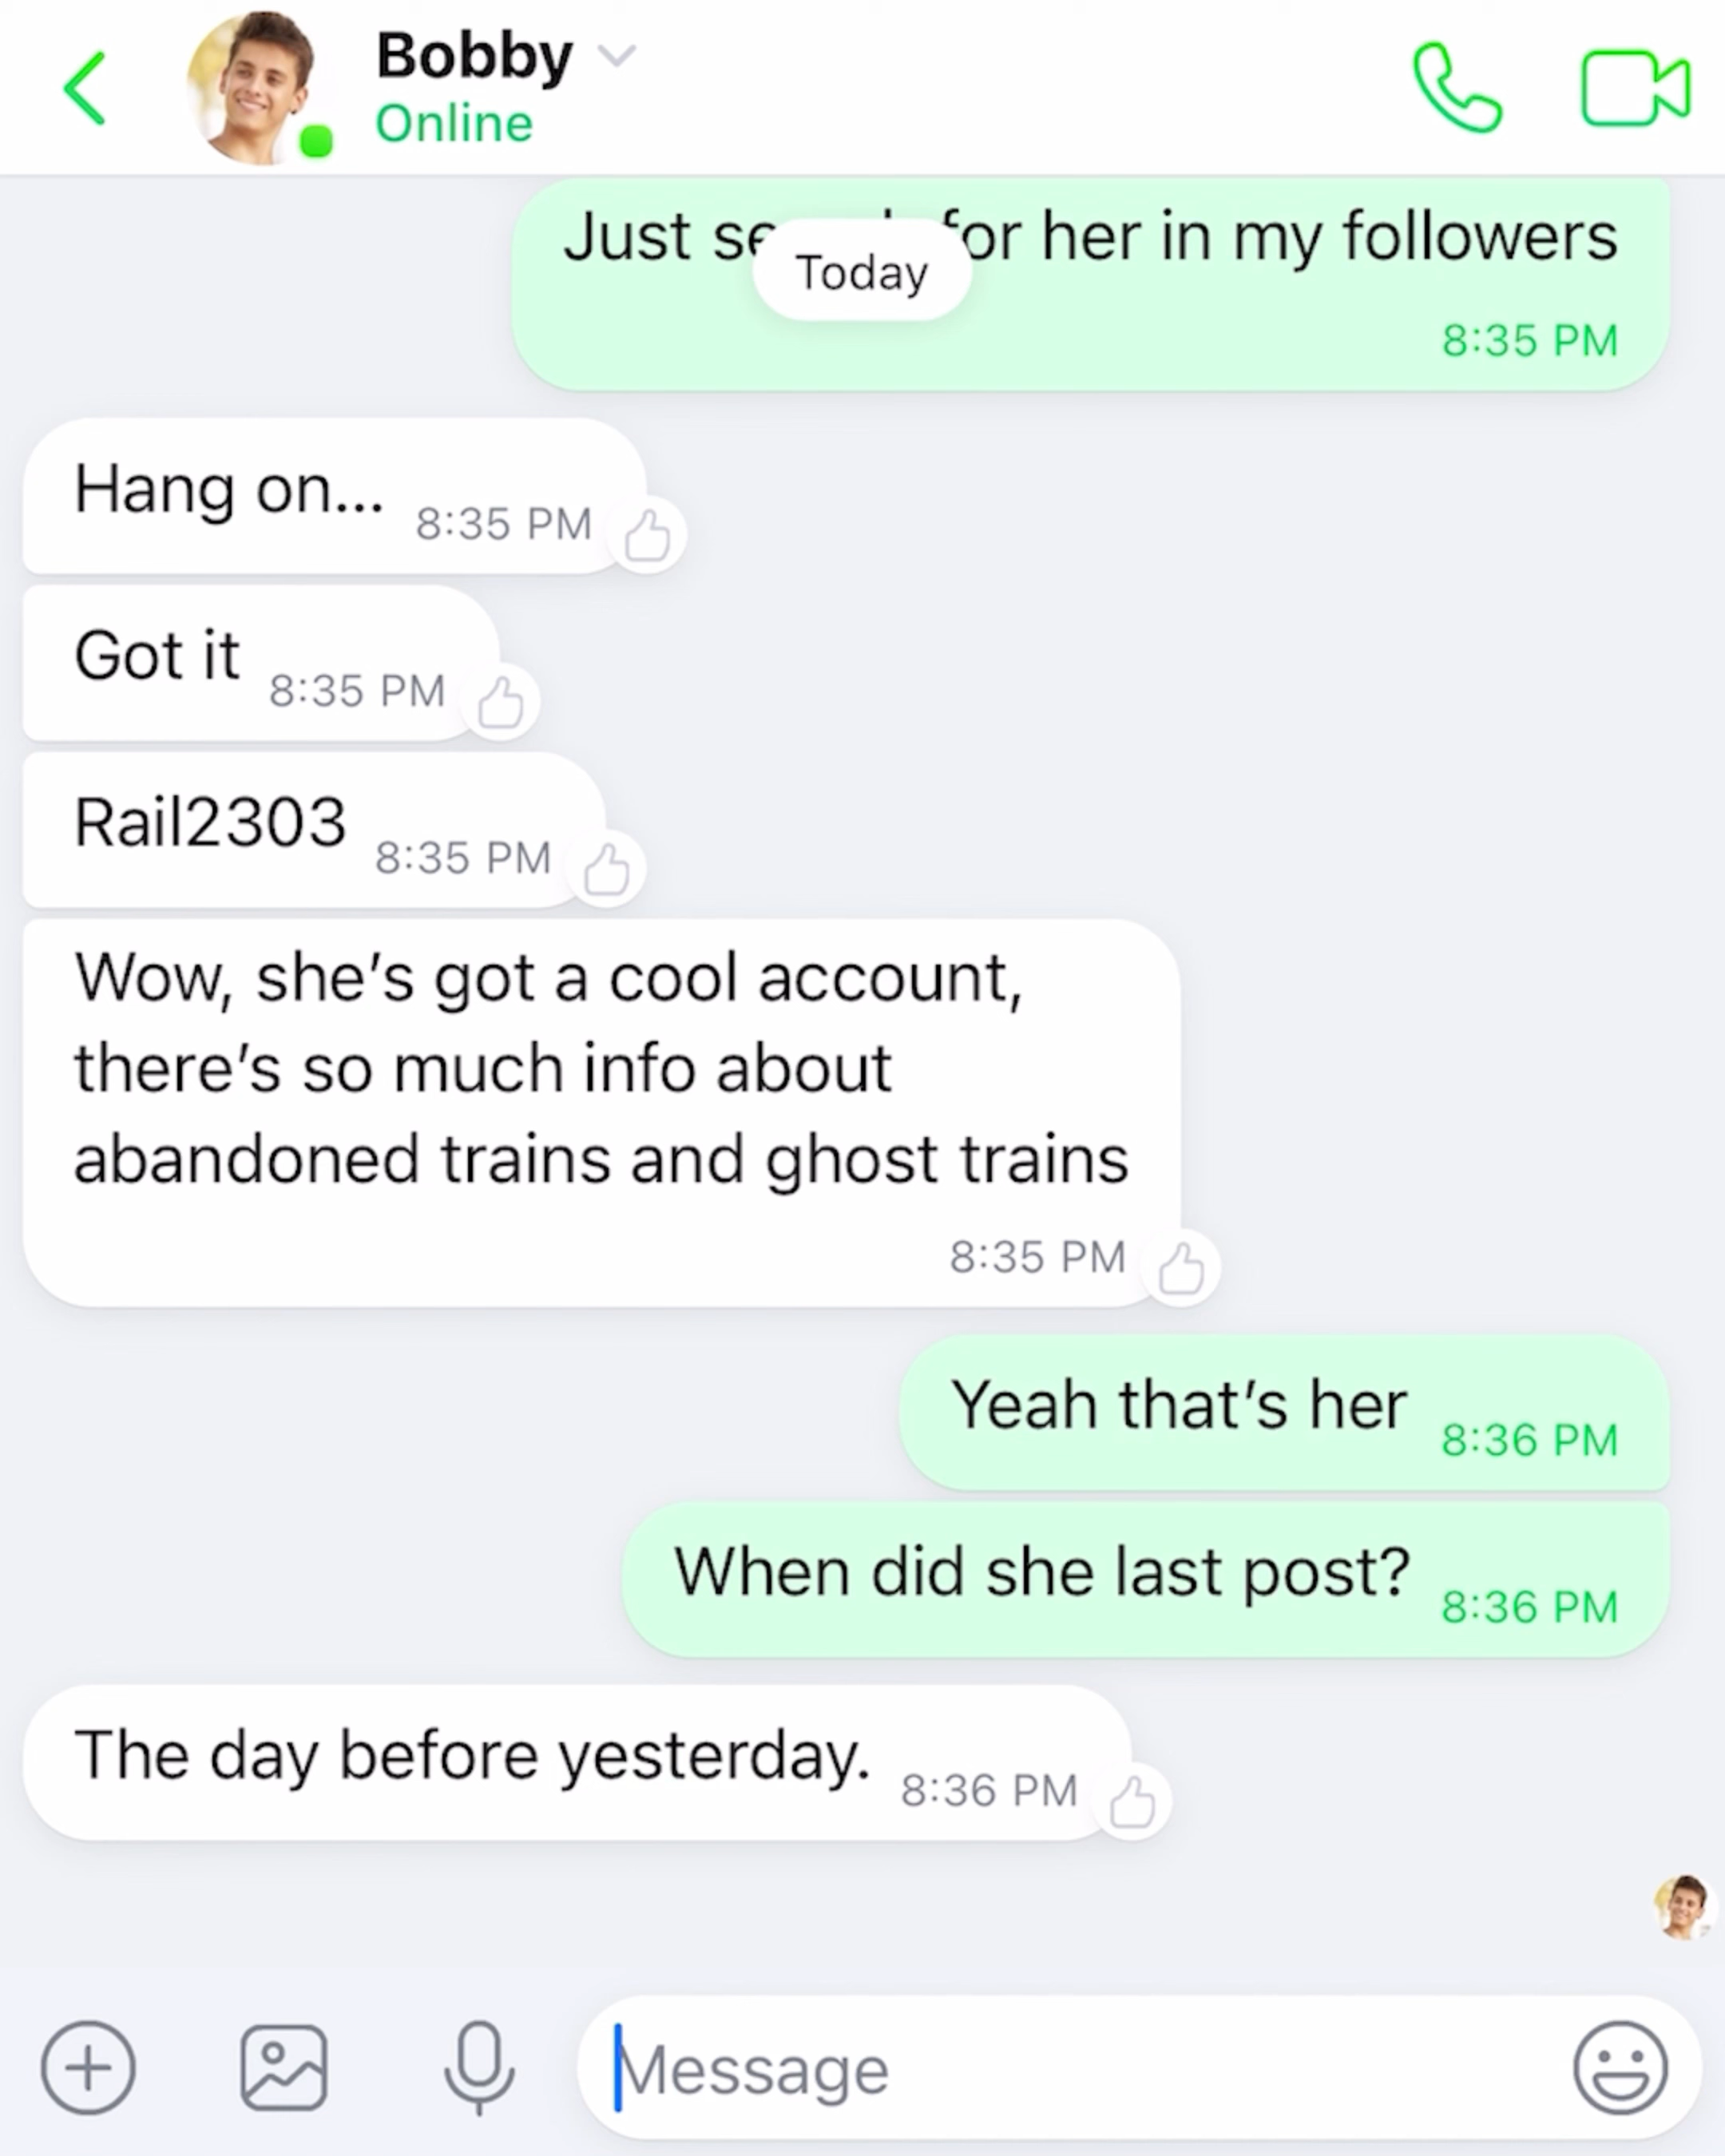 Bobby
Online
Just for her in my followers
Today
8:35 PM
Hang on...
8:35 PM
Got it
8:35 PM
Rail2303
8:35 PM
Wow, she's got a cool account,
there's so much info about
abandoned trains and ghost trains
8:35 PM
Yeah that's her
8:36 PM
When did she last post?
8:36 PM
The day before yesterday.
8:36 PM
Message